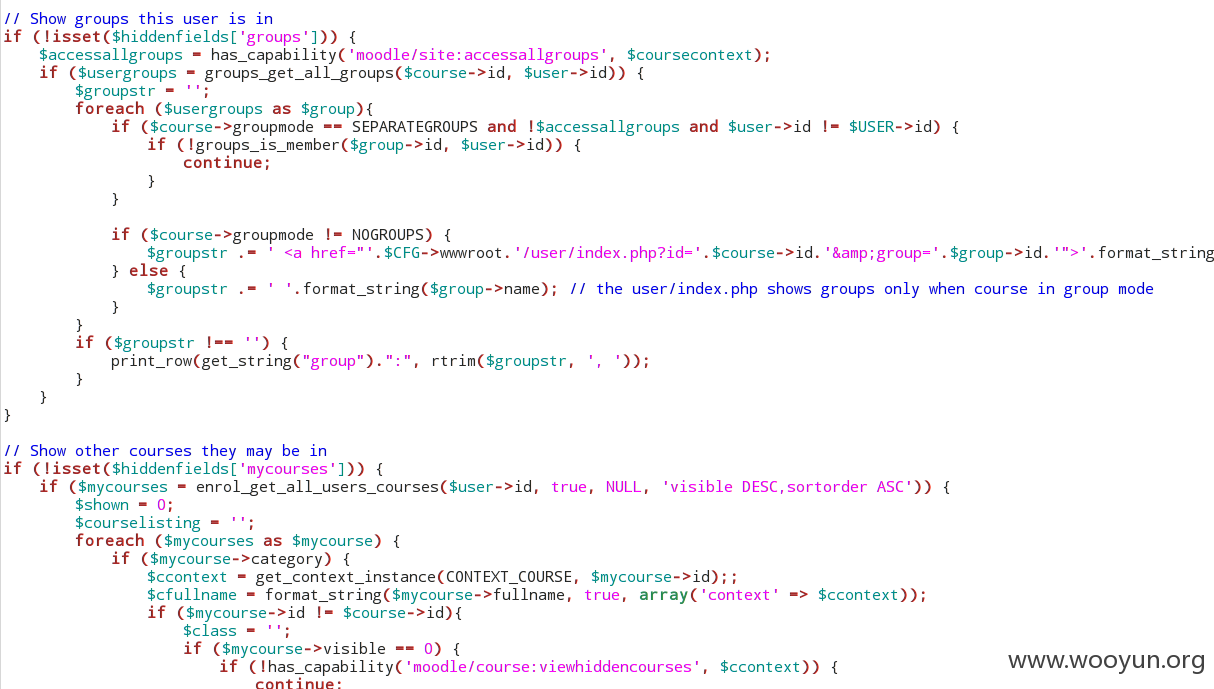 // Show groups this user is in
if (!isset($hiddenfields['groups'])) {
    $accessallgroups = has_capability('moodle/site:accessallgroups', $coursecontext);
    if ($usergroups = groups_get_all_groups($course->id, $user->id)) {
        $groupstr = '';
        foreach ($usergroups as $group){
            if ($course->groupmode == SEPARATEGROUPS and !$accessallgroups and $user->id != $USER->id) {
                if (!groups_is_member($group->id, $user->id)) {
                    continue;
                }
            }

            if ($course->groupmode != NOGROUPS) {
                $groupstr .= ' <a href="'.$CFG->wwwroot.'/user/index.php?id='.$course->id.'&amp;group='.$group->id.'">'.format_string
            } else {
                $groupstr .= ' '.format_string($group->name); // the user/index.php shows groups only when course in group mode
            }
        }
        if ($groupstr !== '') {
            print_row(get_string("group").":", rtrim($groupstr, ', '));
        }
    }
}

// Show other courses they may be in
if (!isset($hiddenfields['mycourses'])) {
    if ($mycourses = enrol_get_all_users_courses($user->id, true, NULL, 'visible DESC,sortorder ASC')) {
        $shown = 0;
        $courselisting = '';
        foreach ($mycourses as $mycourse) {
            if ($mycourse->category) {
                $ccontext = get_context_instance(CONTEXT_COURSE, $mycourse->id);;
                $cfullname = format_string($mycourse->fullname, true, array('context' => $ccontext));
                if ($mycourse->id != $course->id){
                    $class = '';
                    if ($mycourse->visible == 0) {
                        if (!has_capability('moodle/course:viewhiddencourses', $ccontext)) {
                            continue;
www.wooyun.org